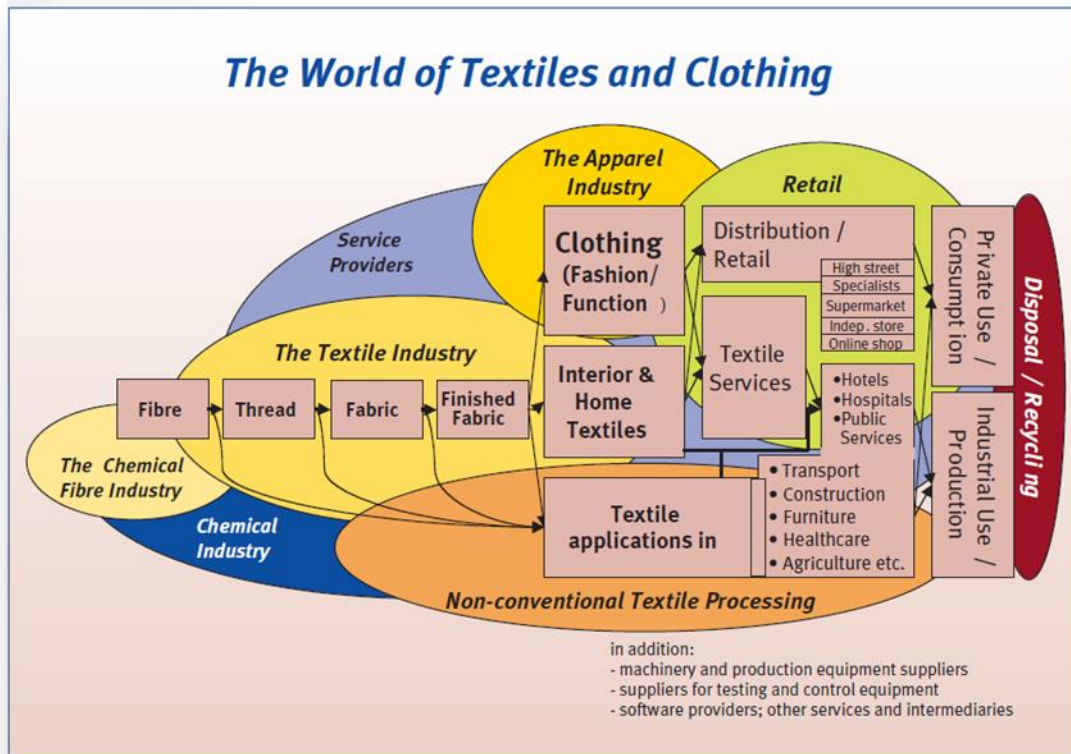 The World of Textiles and Clothing
The Apparel
Industry
Retail
Service
Providers
Clothing
(Fashion/
Function )
Distribution /
Retail
High street
Specialists
Supermarket
Indep. store
Online shop
Private Use /
Consumption
Disposal / Recycling
The Textile Industry
Fibre
Thread
Fabric
Finished
Fabric
Interior &
Home
Textiles
Textile
Services
•Hotels
•Hospitals
•Public
Services
Industrial Use /
Production
The Chemical
Fibre Industry
Chemical
Industry
Textile
applications in
• Transport
• Construction
• Furniture
• Healthcare
• Agriculture etc.
Non-conventional Textile Processing
in addition:
- machinery and production equipment suppliers
- suppliers for testing and control equipment
- software providers; other services and intermediaries